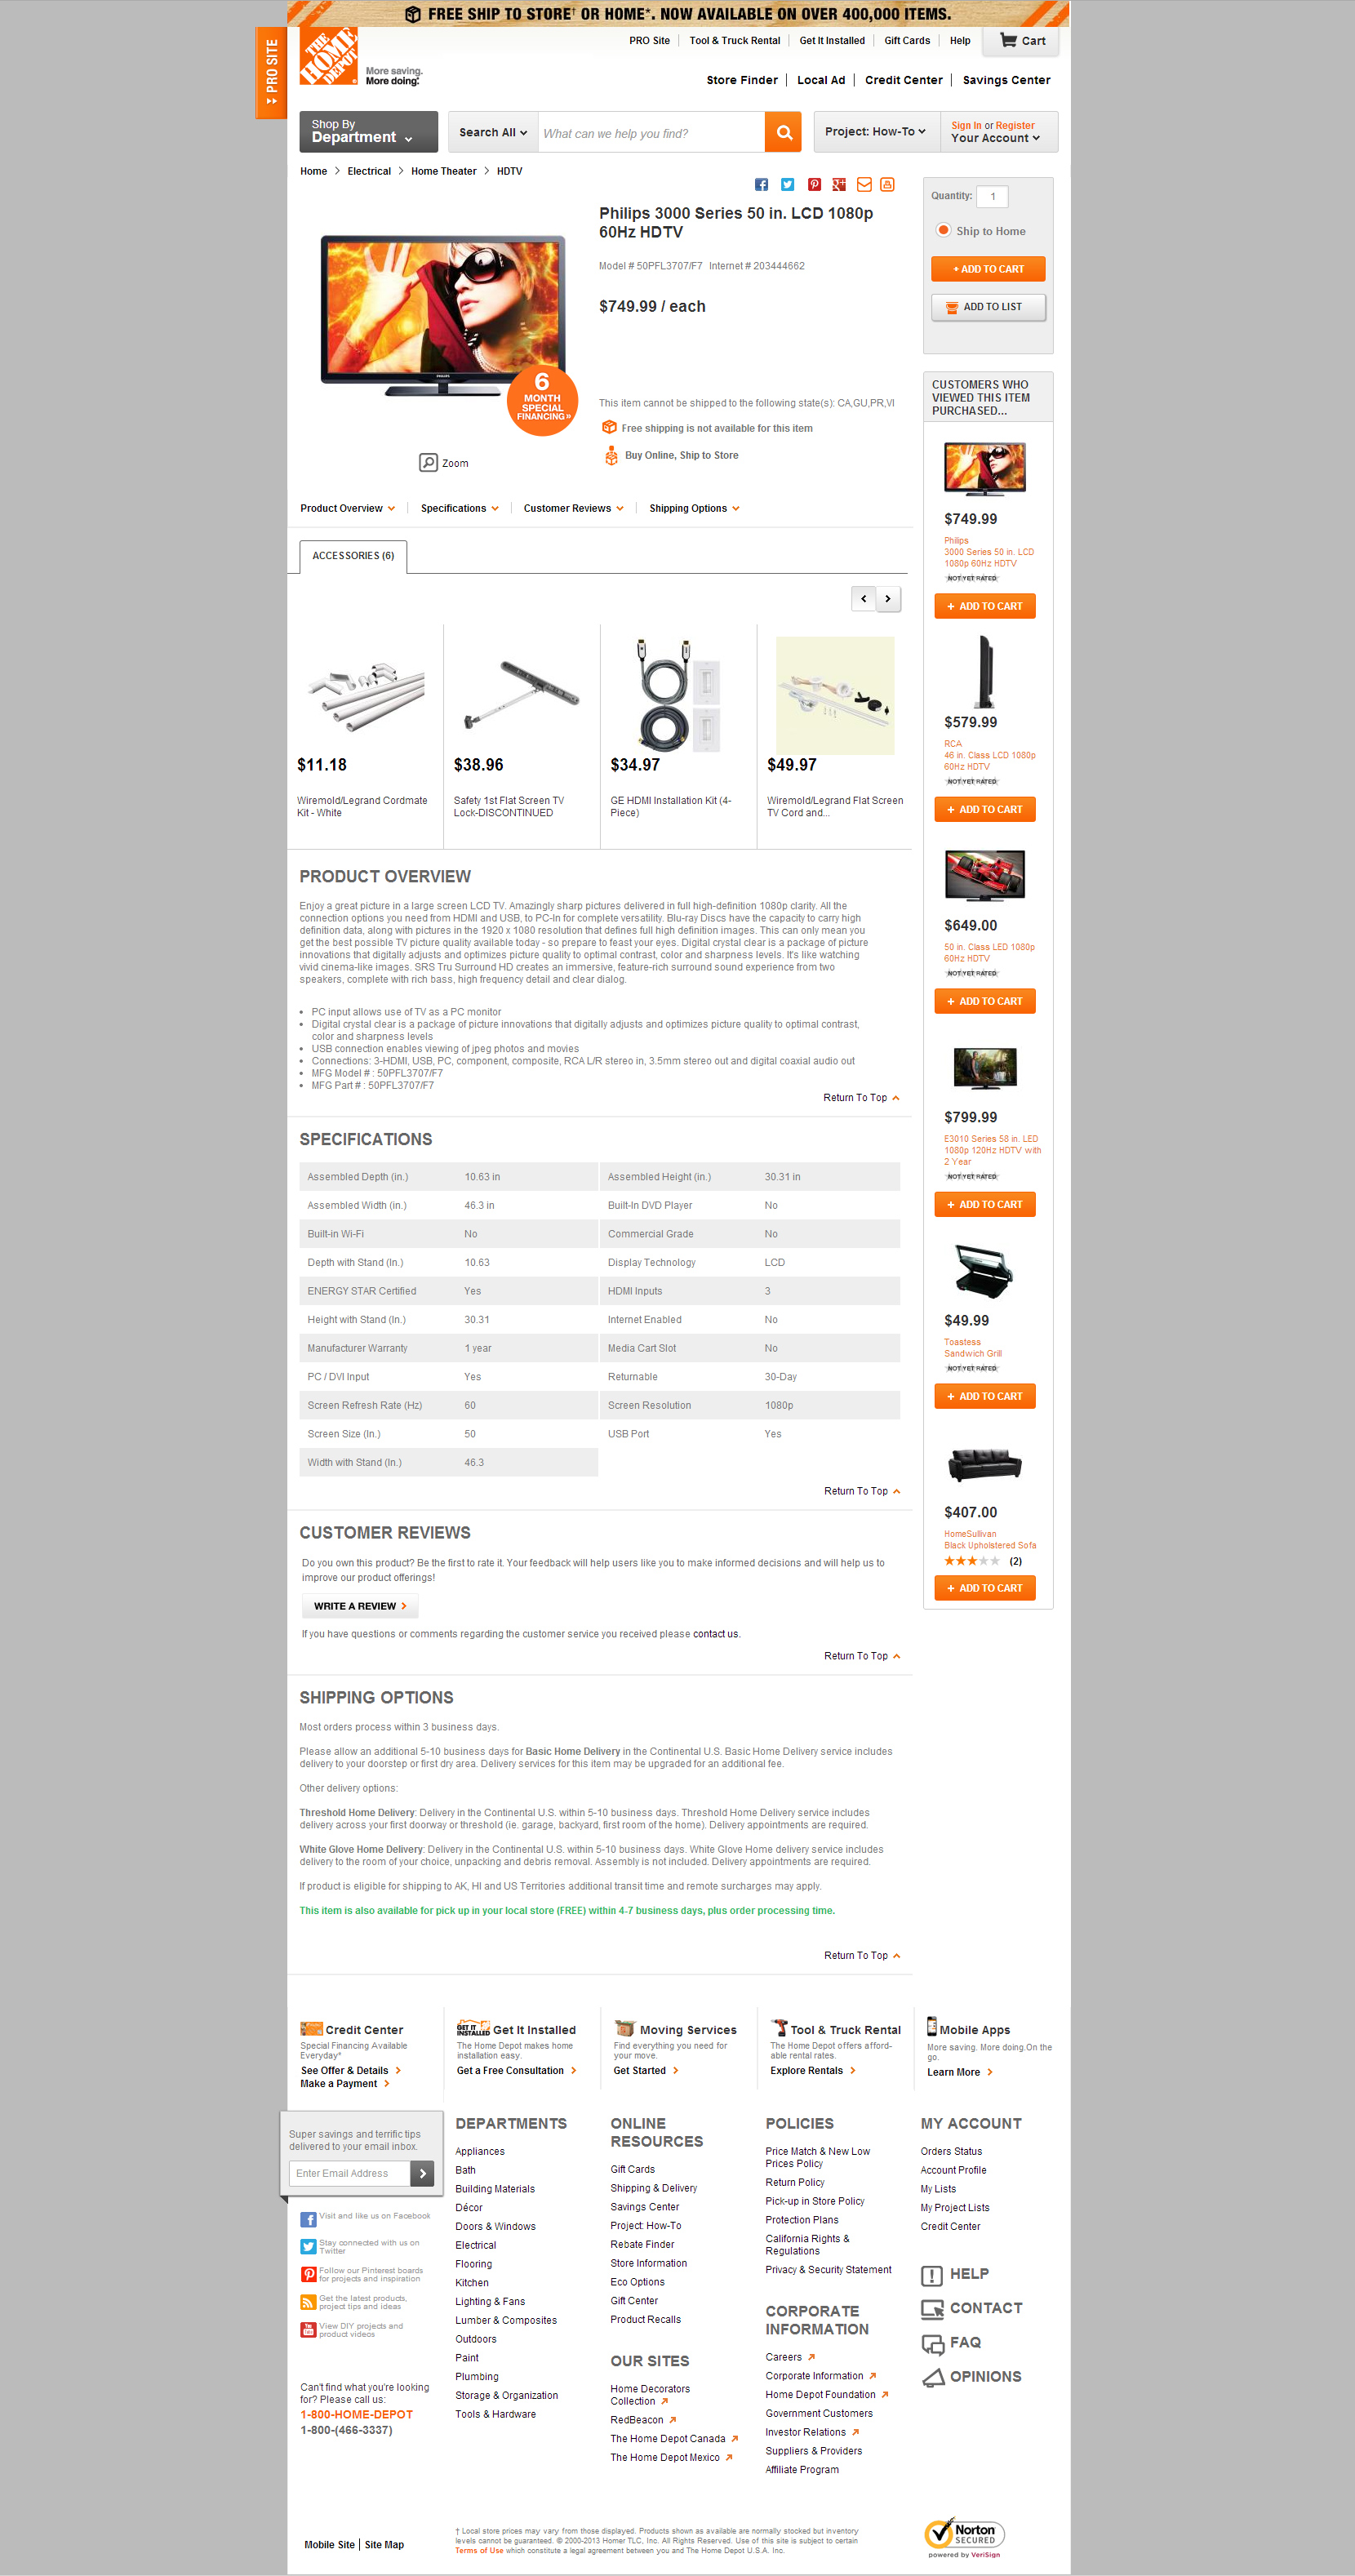 FREE SHIP TO STORE† OR HOME*. NOW AVAILABLE ON OVER 400,000 ITEMS.
PRO SITE
THE HOME DEPOT
More saving.
More doing.
PRO Site
Tool & Truck Rental
Get It Installed
Gift Cards
Help
Cart
Store Finder
Local Ad
Credit Center
Savings Center
Shop By
Department
Search All
What can we help you find?
Project: How-To
Sign In or Register
Your Account
Home > Electrical > Home Theater > HDTV
Philips 3000 Series 50 in. LCD 1080p
60Hz HDTV
Model # 50PFL3707/F7 Internet # 203444662
$749.99 / each
PHILIPS
6
MONTH
SPECIAL
FINANCING »
This item cannot be shipped to the following state(s): CA,GU,PR,VI
Free shipping is not available for this item
Buy Online, Ship to Store
Zoom
Quantity: 1
Ship to Home
+ ADD TO CART
ADD TO LIST
Product Overview
Specifications
Customer Reviews
Shipping Options
ACCESSORIES (6)
$11.18
Wiremold/Legrand Cordmate
Kit - White
$38.96
Safety 1st Flat Screen TV
Lock-DISCONTINUED
$34.97
GE HDMI Installation Kit (4-
Piece)
$49.97
Wiremold/Legrand Flat Screen
TV Cord and...
CUSTOMERS WHO
VIEWED THIS ITEM
PURCHASED...
$749.99
Philips
3000 Series 50 in. LCD
1080p 60Hz HDTV
NOT YET RATED
+ ADD TO CART
$579.99
RCA
46 in. Class LCD 1080p
60Hz HDTV
NOT YET RATED
+ ADD TO CART
$649.00
50 in. Class LED 1080p
60Hz HDTV
NOT YET RATED
+ ADD TO CART
$799.99
E3010 Series 58 in. LED
1080p 120Hz HDTV with
2 Year
NOT YET RATED
+ ADD TO CART
$49.99
Toastess
Sandwich Grill
NOT YET RATED
+ ADD TO CART
$407.00
HomeSullivan
Black Upholstered Sofa
(2)
+ ADD TO CART
PRODUCT OVERVIEW
Enjoy a great picture in a large screen LCD TV. Amazingly sharp pictures delivered in full high-definition 1080p clarity. All the
connection options you need from HDMI and USB, to PC-In for complete versatility. Blu-ray Discs have the capacity to carry high
definition data, along with pictures in the 1920 x 1080 resolution that defines full high definition images. This can only mean you
get the best possible TV picture quality available today - so prepare to feast your eyes. Digital crystal clear is a package of picture
innovations that digitally adjusts and optimizes picture quality to optimal contrast, color and sharpness levels. It's like watching
vivid cinema-like images. SRS Tru Surround HD creates an immersive, feature-rich surround sound experience from two
speakers, complete with rich bass, high frequency detail and clear dialog.
• PC input allows use of TV as a PC monitor
• Digital crystal clear is a package of picture innovations that digitally adjusts and optimizes picture quality to optimal contrast,
color and sharpness levels
• USB connection enables viewing of jpeg photos and movies
• Connections: 3-HDMI, USB, PC, component, composite, RCA L/R stereo in, 3.5mm stereo out and digital coaxial audio out
• MFG Model # : 50PFL3707/F7
• MFG Part # : 50PFL3707/F7
Return To Top
SPECIFICATIONS
Assembled Depth (in.) 10.63 in Assembled Height (in.) 30.31 in
Assembled Width (in.) 46.3 in Built-In DVD Player No
Built-in Wi-Fi No Commercial Grade No
Depth with Stand (In.) 10.63 Display Technology LCD
ENERGY STAR Certified Yes HDMI Inputs 3
Height with Stand (In.) 30.31 Internet Enabled No
Manufacturer Warranty 1 year Media Cart Slot No
PC / DVI Input Yes Returnable 30-Day
Screen Refresh Rate (Hz) 60 Screen Resolution 1080p
Screen Size (In.) 50 USB Port Yes
Width with Stand (In.) 46.3
Return To Top
CUSTOMER REVIEWS
Do you own this product? Be the first to rate it. Your feedback will help users like you to make informed decisions and will help us to
improve our product offerings!
WRITE A REVIEW
If you have questions or comments regarding the customer service you received please contact us.
Return To Top
SHIPPING OPTIONS
Most orders process within 3 business days.
Please allow an additional 5-10 business days for Basic Home Delivery in the Continental U.S. Basic Home Delivery service includes
delivery to your doorstep or first dry area. Delivery services for this item may be upgraded for an additional fee.
Other delivery options:
Threshold Home Delivery: Delivery in the Continental U.S. within 5-10 business days. Threshold Home Delivery service includes
delivery across your first doorway or threshold (ie. garage, backyard, first room of the home). Delivery appointments are required.
White Glove Home Delivery: Delivery in the Continental U.S. within 5-10 business days. White Glove Home delivery service includes
delivery to the room of your choice, unpacking and debris removal. Assembly is not included. Delivery appointments are required.
If product is eligible for shipping to AK, HI and US Territories additional transit time and remote surcharges may apply.
This item is also available for pick up in your local store (FREE) within 4-7 business days, plus order processing time.
Return To Top
Credit Center
Special Financing Available
Everyday*
See Offer & Details
Make a Payment
GET IT INSTALLED
Get It Installed
The Home Depot makes home
installation easy.
Get a Free Consultation
Moving Services
Find everything you need for
your move.
Get Started
Tool & Truck Rental
The Home Depot offers afford-
able rental rates.
Explore Rentals
Mobile Apps
More saving. More doing.On the
go.
Learn More
Super savings and terrific tips
delivered to your email inbox.
Enter Email Address
Visit and like us on Facebook
Stay connected with us on
Twitter
Follow our Pinterest boards
for projects and inspiration
Get the latest products,
project tips and ideas
View DIY projects and
product videos
Can't find what you're looking
for? Please call us:
1-800-HOME-DEPOT
1-800-(466-3337)
DEPARTMENTS
Appliances
Bath
Building Materials
Décor
Doors & Windows
Electrical
Flooring
Kitchen
Lighting & Fans
Lumber & Composites
Outdoors
Paint
Plumbing
Storage & Organization
Tools & Hardware
ONLINE
RESOURCES
Gift Cards
Shipping & Delivery
Savings Center
Project: How-To
Rebate Finder
Store Information
Eco Options
Gift Center
Product Recalls
OUR SITES
Home Decorators
Collection
RedBeacon
The Home Depot Canada
The Home Depot Mexico
POLICIES
Price Match & New Low
Prices Policy
Return Policy
Pick-up in Store Policy
Protection Plans
California Rights &
Regulations
Privacy & Security Statement
CORPORATE
INFORMATION
Careers
Corporate Information
Home Depot Foundation
Government Customers
Investor Relations
Suppliers & Providers
Affiliate Program
MY ACCOUNT
Orders Status
Account Profile
My Lists
My Project Lists
Credit Center
HELP
CONTACT
FAQ
OPINIONS
Mobile Site | Site Map
† Local store prices may vary from those displayed. Products shown as available are normally stocked but inventory
levels cannot be guaranteed. © 2000-2013 Homer TLC, Inc. All Rights Reserved. Use of this site is subject to certain
Terms of Use which constitute a legal agreement between you and The Home Depot U.S.A. Inc.
Norton
SECURED
powered by VeriSign